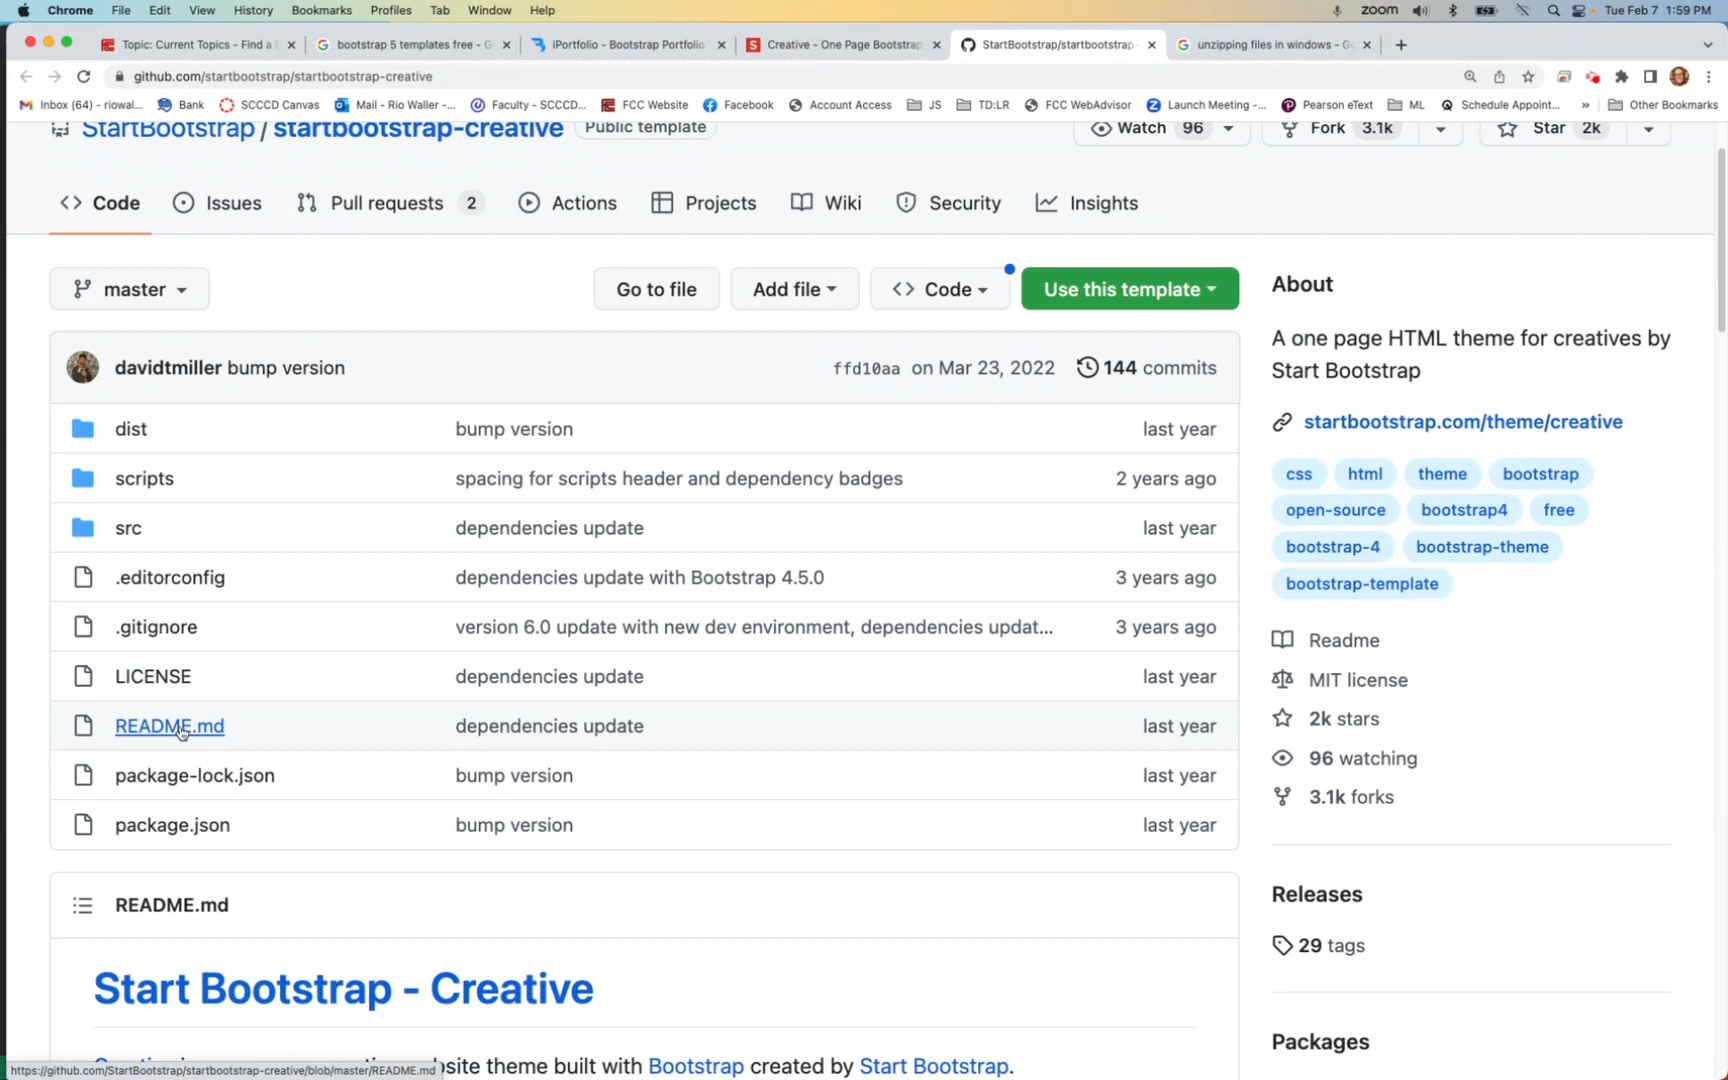 Chrome File Edit View History Bookmarks Profiles Tab Window Help zoom Tue Feb 7 1:59 PM
Topic: Current Topics - Find a bootstrap 5 templates free - G iPortfolio - Bootstrap Portfolio Creative - One Page Bootstrap StartBootstrap/startbootstrap- unzipping files in windows - Go
github.com/startbootstrap/startbootstrap-creative
Inbox (64) - riowal... Bank SCCCD Canvas Mail - Rio Waller -... Faculty - SCCCD... FCC Website Facebook Account Access JS TD:LR FCC WebAdvisor Launch Meeting -... Pearson eText ML Schedule Appoint... » Other Bookmarks
StartBootstrap / startbootstrap-creative Public template Watch 96 Fork 3.1k Star 2k
Code Issues Pull requests 2 Actions Projects Wiki Security Insights
master Go to file Add file Code Use this template
davidtmiller bump version ffd10aa on Mar 23, 2022 144 commits
dist bump version last year
scripts spacing for scripts header and dependency badges 2 years ago
src dependencies update last year
.editorconfig dependencies update with Bootstrap 4.5.0 3 years ago
.gitignore version 6.0 update with new dev environment, dependencies updat... 3 years ago
LICENSE dependencies update last year
README.md dependencies update last year
package-lock.json bump version last year
package.json bump version last year
README.md
Start Bootstrap - Creative
site theme built with Bootstrap created by Start Bootstrap.
https://github.com/StartBootstrap/startbootstrap-creative/blob/master/README.md
About
A one page HTML theme for creatives by
Start Bootstrap
startbootstrap.com/theme/creative
css html theme bootstrap
open-source bootstrap4 free
bootstrap-4 bootstrap-theme
bootstrap-template
Readme
MIT license
2k stars
96 watching
3.1k forks
Releases
29 tags
Packages